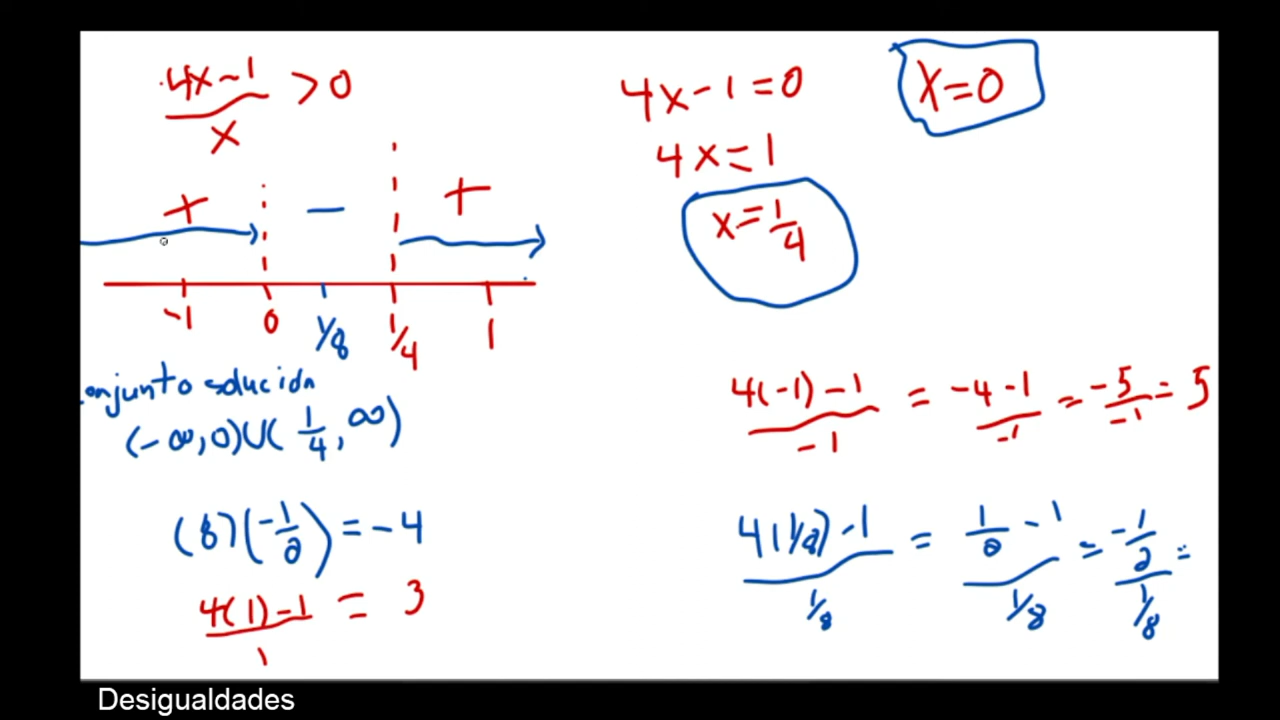 4x-1/x > 0
+ − +
-1 0 1/8 1/4 1
conjunto solución
(-∞,0)U(1/4,∞)
(8)(-1/2) = -4
4(1)-1/1 = 3
4x-1=0
4x=1
x=1/4
x=0
4(-1)-1/-1 = -4-1/-1 = -5/-1 = 5
4(1/8)-1/1/8 = 1/2-1/1/8 = -1/2/1/8 =
Desigualdades